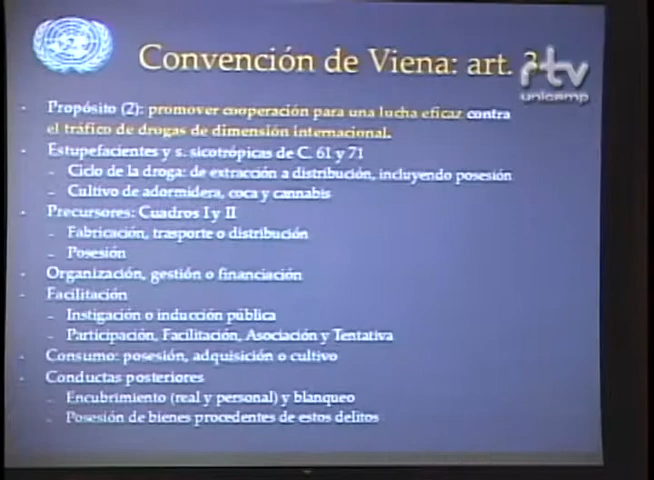 Convención de Viena: art. 3
rtv
unicamp
Propósito (2): promover cooperación para una lucha eficaz contra
el tráfico de drogas de dimensión internacional.
Estupefacientes y s. sicotrópicas de C. 61 y 71
- Ciclo de la droga: de extracción a distribución, incluyendo posesión
- Cultivo de adormidera, coca y cannabis
Precursores: Cuadros I y II
- Fabricación, trasporte o distribución
- Posesión
Organización, gestión o financiación
Facilitación
- Instigación o inducción pública
- Participación, Facilitación, Asociación y Tentativa
Consumo: posesión, adquisición o cultivo
Conductas posteriores
- Encubrimiento (real y personal) y blanqueo
- Posesión de bienes procedentes de estos delitos